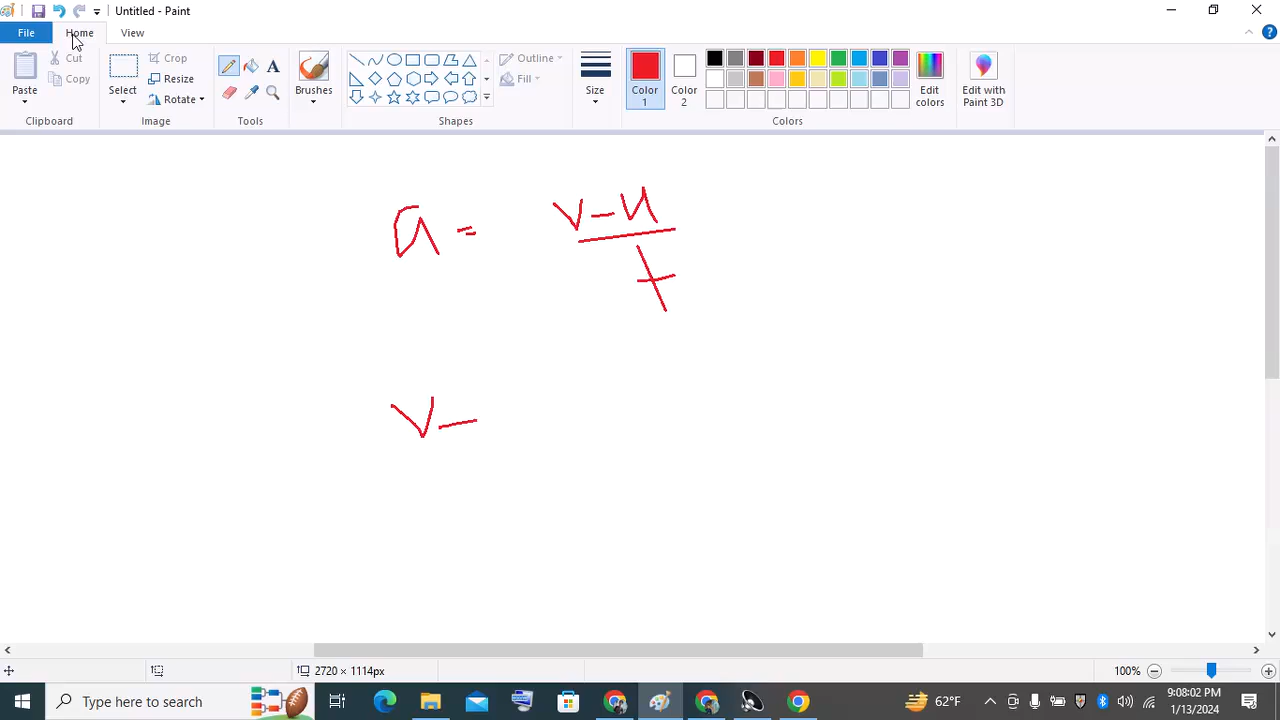 Untitled - Paint
File Home View
Paste Cut Copy Clipboard
Select Crop Resize Rotate Image
Tools
Brushes
Shapes Outline Fill
Size
Color 1 Color 2 Colors
Edit colors
Edit with Paint 3D
a = v-u
t
v-
2720 × 1114px 100%
Type here to search 62°F 9:08:02 PM
1/13/2024